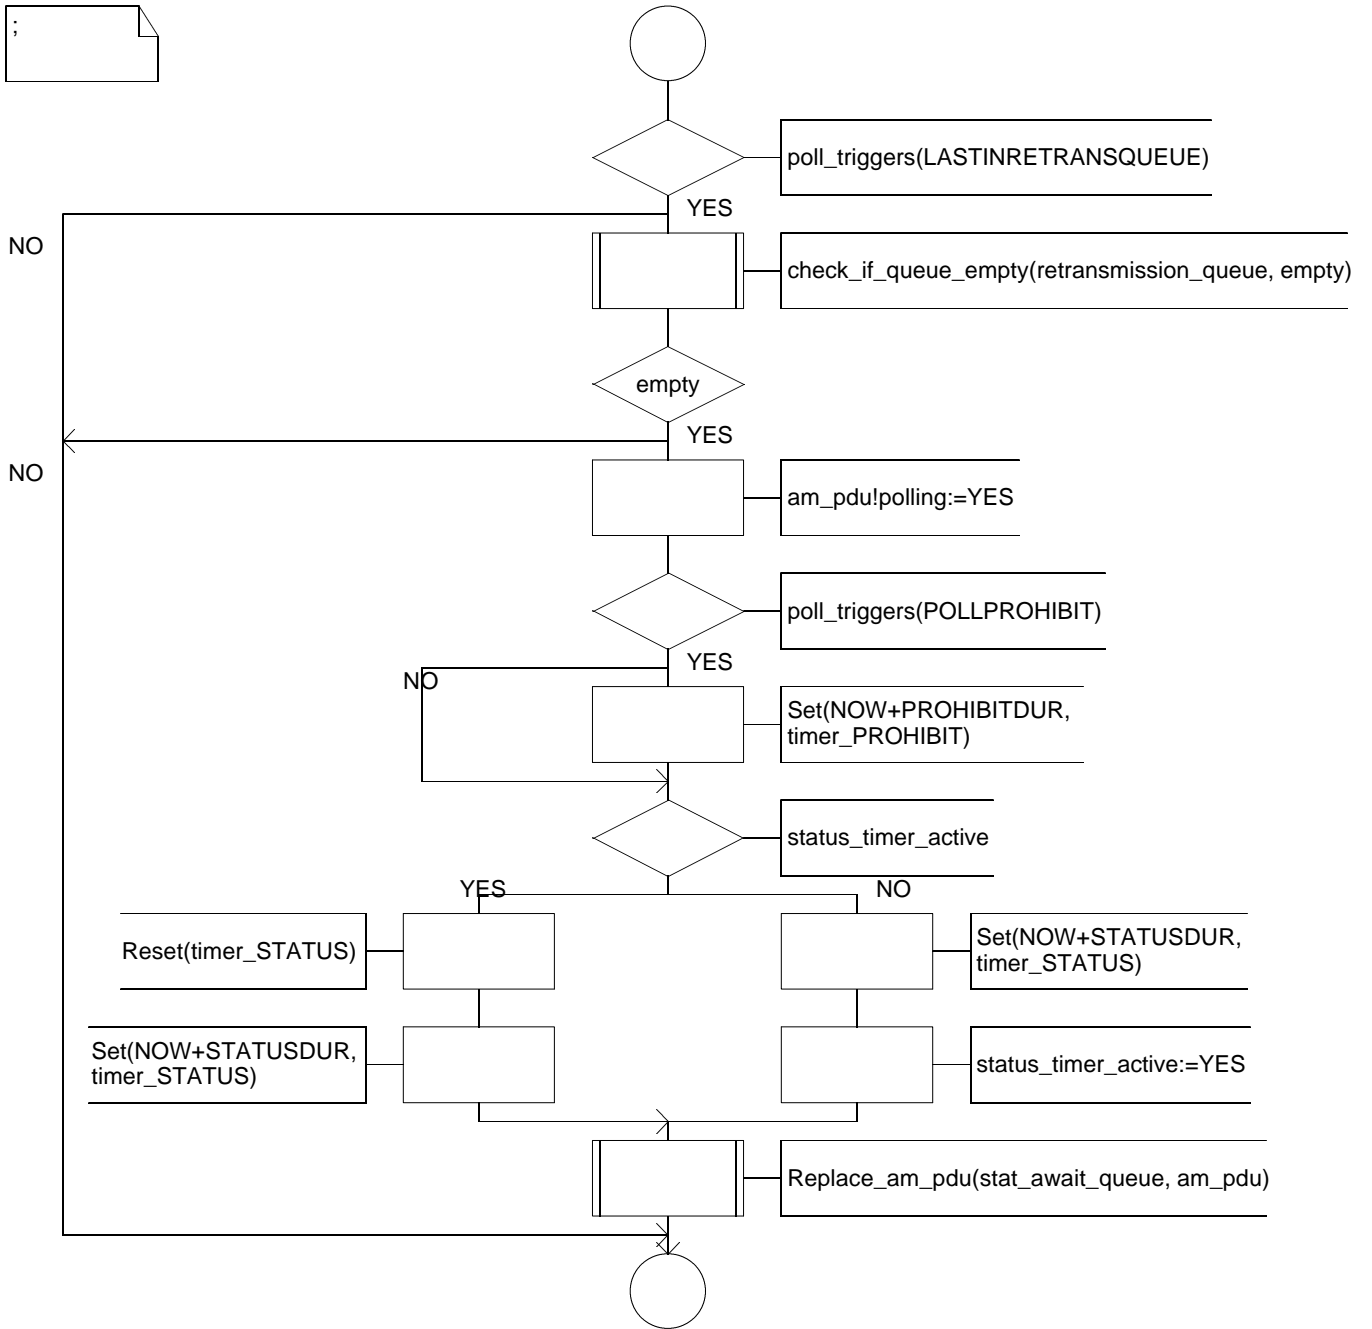 ;
poll_triggers(LASTINRETRANSQUEUE)
YES
NO
check_if_queue_empty(retransmission_queue, empty)
empty
YES
NO
am_pdu!polling:=YES
poll_triggers(POLLPROHIBIT)
YES
NO
Set(NOW+PROHIBITDUR,
timer_PROHIBIT)
status_timer_active
YES
NO
Reset(timer_STATUS)
Set(NOW+STATUSDUR,
timer_STATUS)
Set(NOW+STATUSDUR,
timer_STATUS)
status_timer_active:=YES
Replace_am_pdu(stat_await_queue, am_pdu)